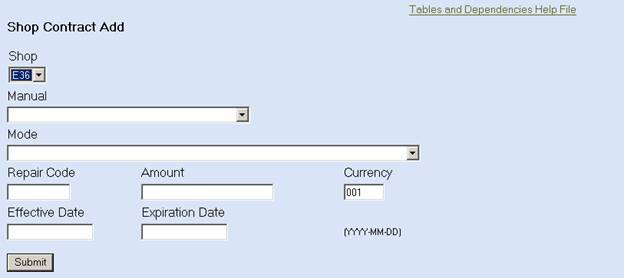 Tables and Dependencies Help File
Shop Contract Add
Shop
E36
Manual
Mode
Repair Code Amount Currency
001
Effective Date Expiration Date
(YYYY-MM-DD)
Submit